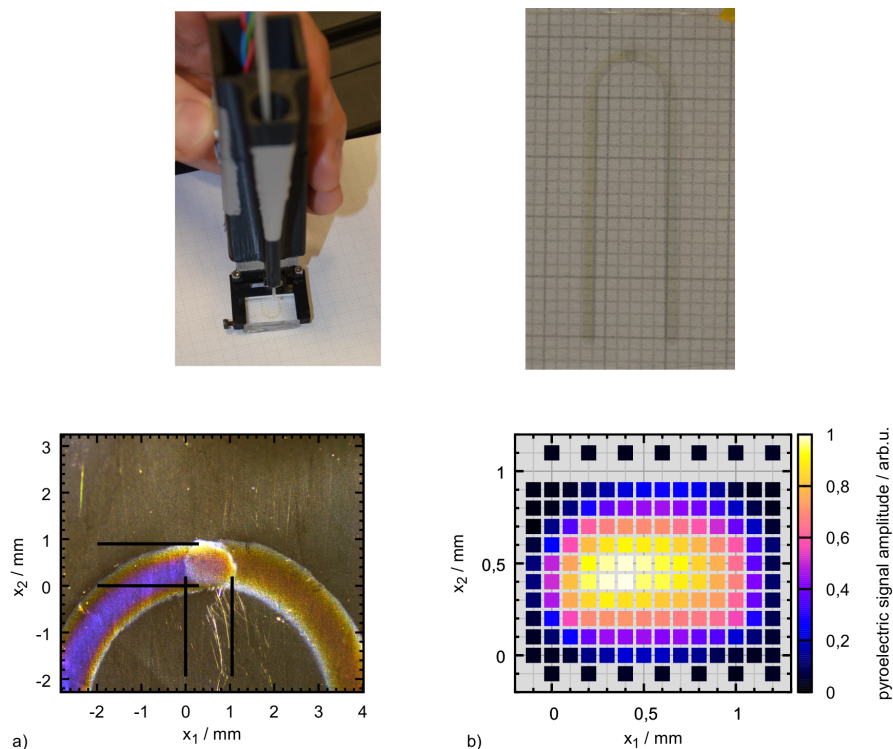 3
2
1
0
-1
-2
x2 / mm
-2 -1 0 1 2 3 4
x1 / mm
a)
1
0,5
0
x2 / mm
0 0,5 1
x1 / mm
b)
1
0,8
0,6
0,4
0,2
0
pyroelectric signal amplitude / arb.u.